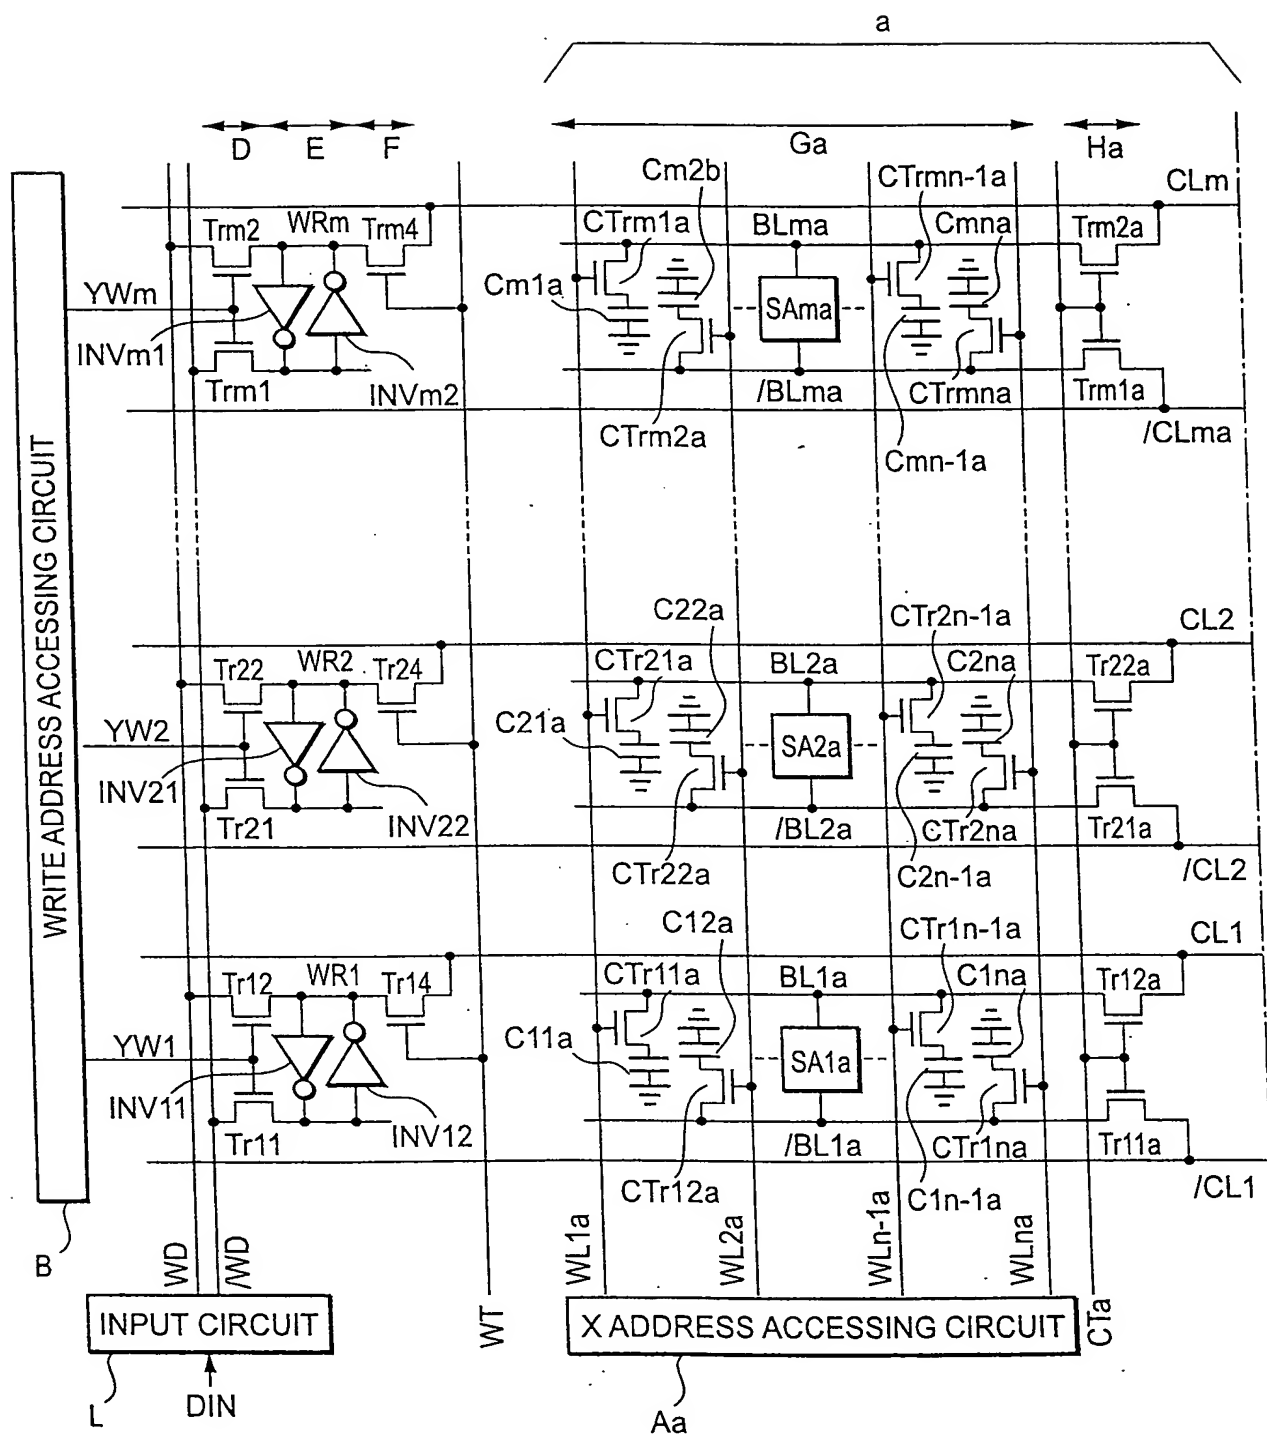 a
D E F Ga Ha
Cm2b CTrmn-1a CLm
Trm2 WRm Trm4 CTrm1a BLma Cmna Trm2a
YWm Cm1a SAma
INVm1
Trm1 INVm2 /BLma CTrmna Trm1a
CTrm2a Cmn-1a /CLma
WRITE ADDRESS ACCESSING CIRCUIT
C22a CTr2n-1a CL2
Tr22 WR2 Tr24 CTr21a BL2a C2na Tr22a
YW2 C21a SA2a
INV21
Tr21 INV22 /BL2a CTr2na Tr21a
CTr22a C2n-1a /CL2
C12a CTr1n-1a CL1
Tr12 WR1 Tr14 CTr11a BL1a C1na Tr12a
YW1 C11a SA1a
INV11
Tr11 INV12 /BL1a CTr1na Tr11a
CTr12a C1n-1a /CL1
B WD /WD WT WL1a WL2a WLn-1a WLna CTa
INPUT CIRCUIT X ADDRESS ACCESSING CIRCUIT
L DIN Aa